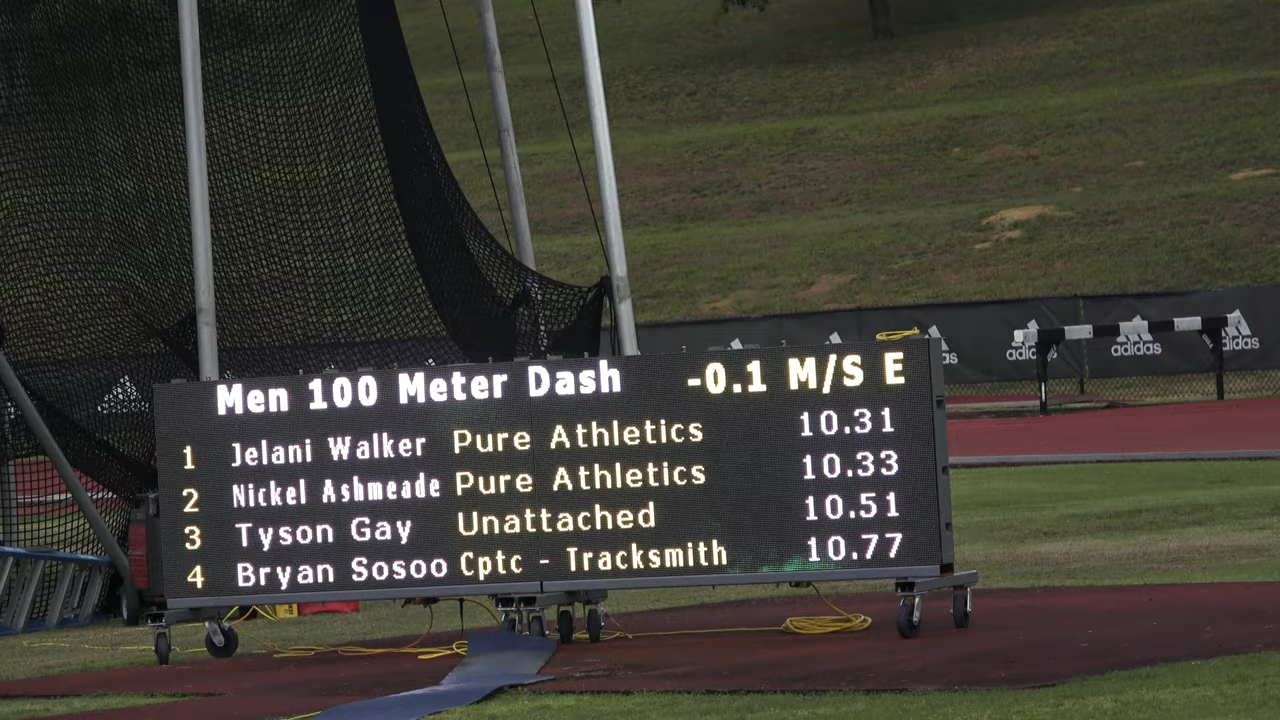 Men 100 Meter Dash -0.1 M/S E
1 Jelani Walker Pure Athletics 10.31
2 Nickel Ashmeade Pure Athletics 10.33
3 Tyson Gay Unattached 10.51
4 Bryan Sosoo Cptc - Tracksmith 10.77
adidas
adidas
adidas